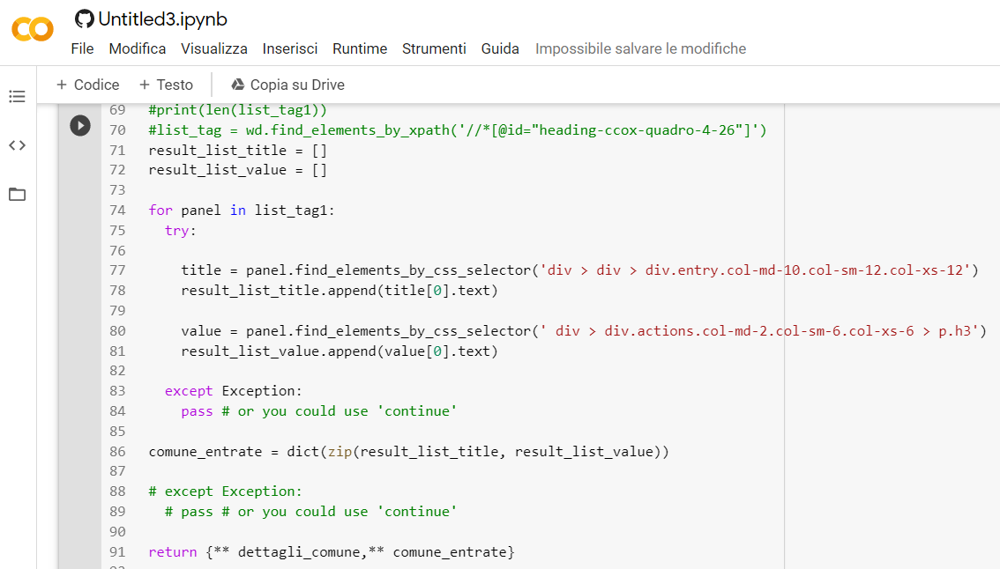 Untitled3.ipynb
File Modifica Visualizza Inserisci Runtime Strumenti Guida Impossibile salvare le modifiche
+ Codice + Testo Copia su Drive
69 #print(len(list_tag1))
70 #list_tag = wd.find_elements_by_xpath('//*[@id="heading-ccox-quadro-4-26"]')
71 result_list_title = []
72 result_list_value = []
73
74 for panel in list_tag1:
75 try:
76
77 title = panel.find_elements_by_css_selector('div > div > div.entry.col-md-10.col-sm-12.col-xs-12')
78 result_list_title.append(title[0].text)
79
80 value = panel.find_elements_by_css_selector(' div > div.actions.col-md-2.col-sm-6.col-xs-6 > p.h3')
81 result_list_value.append(value[0].text)
82
83 except Exception:
84 pass # or you could use 'continue'
85
86 comune_entrate = dict(zip(result_list_title, result_list_value))
87
88 # except Exception:
89 # pass # or you could use 'continue'
90
91 return {** dettagli_comune,** comune_entrate}